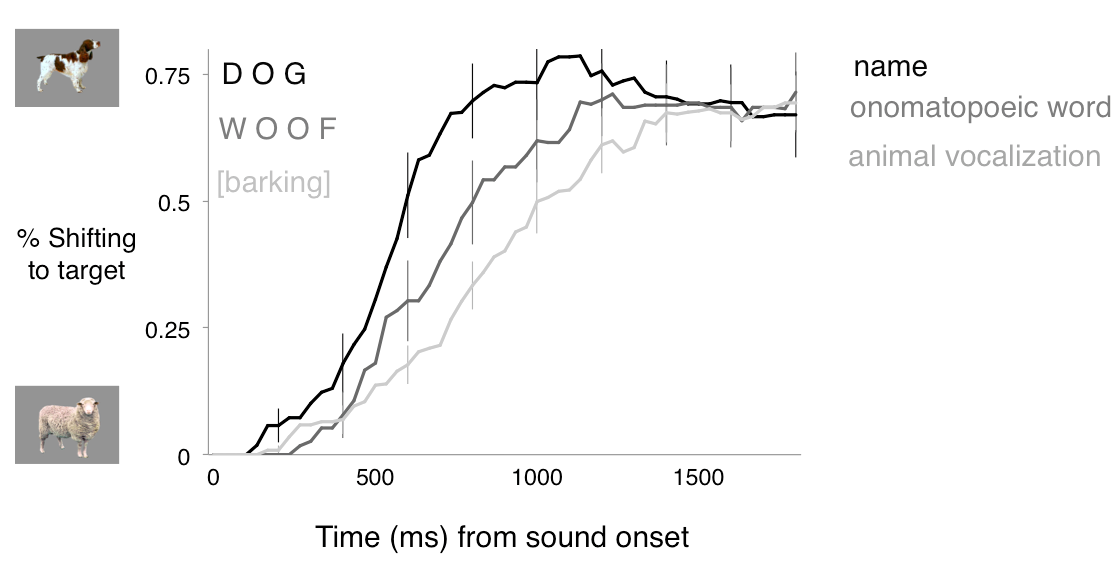 0.75
0.5
0.25
0
% Shifting
to target
D O G
W O O F
[barking]
name
onomatopoeic word
animal vocalization
0 500 1000 1500
Time (ms) from sound onset